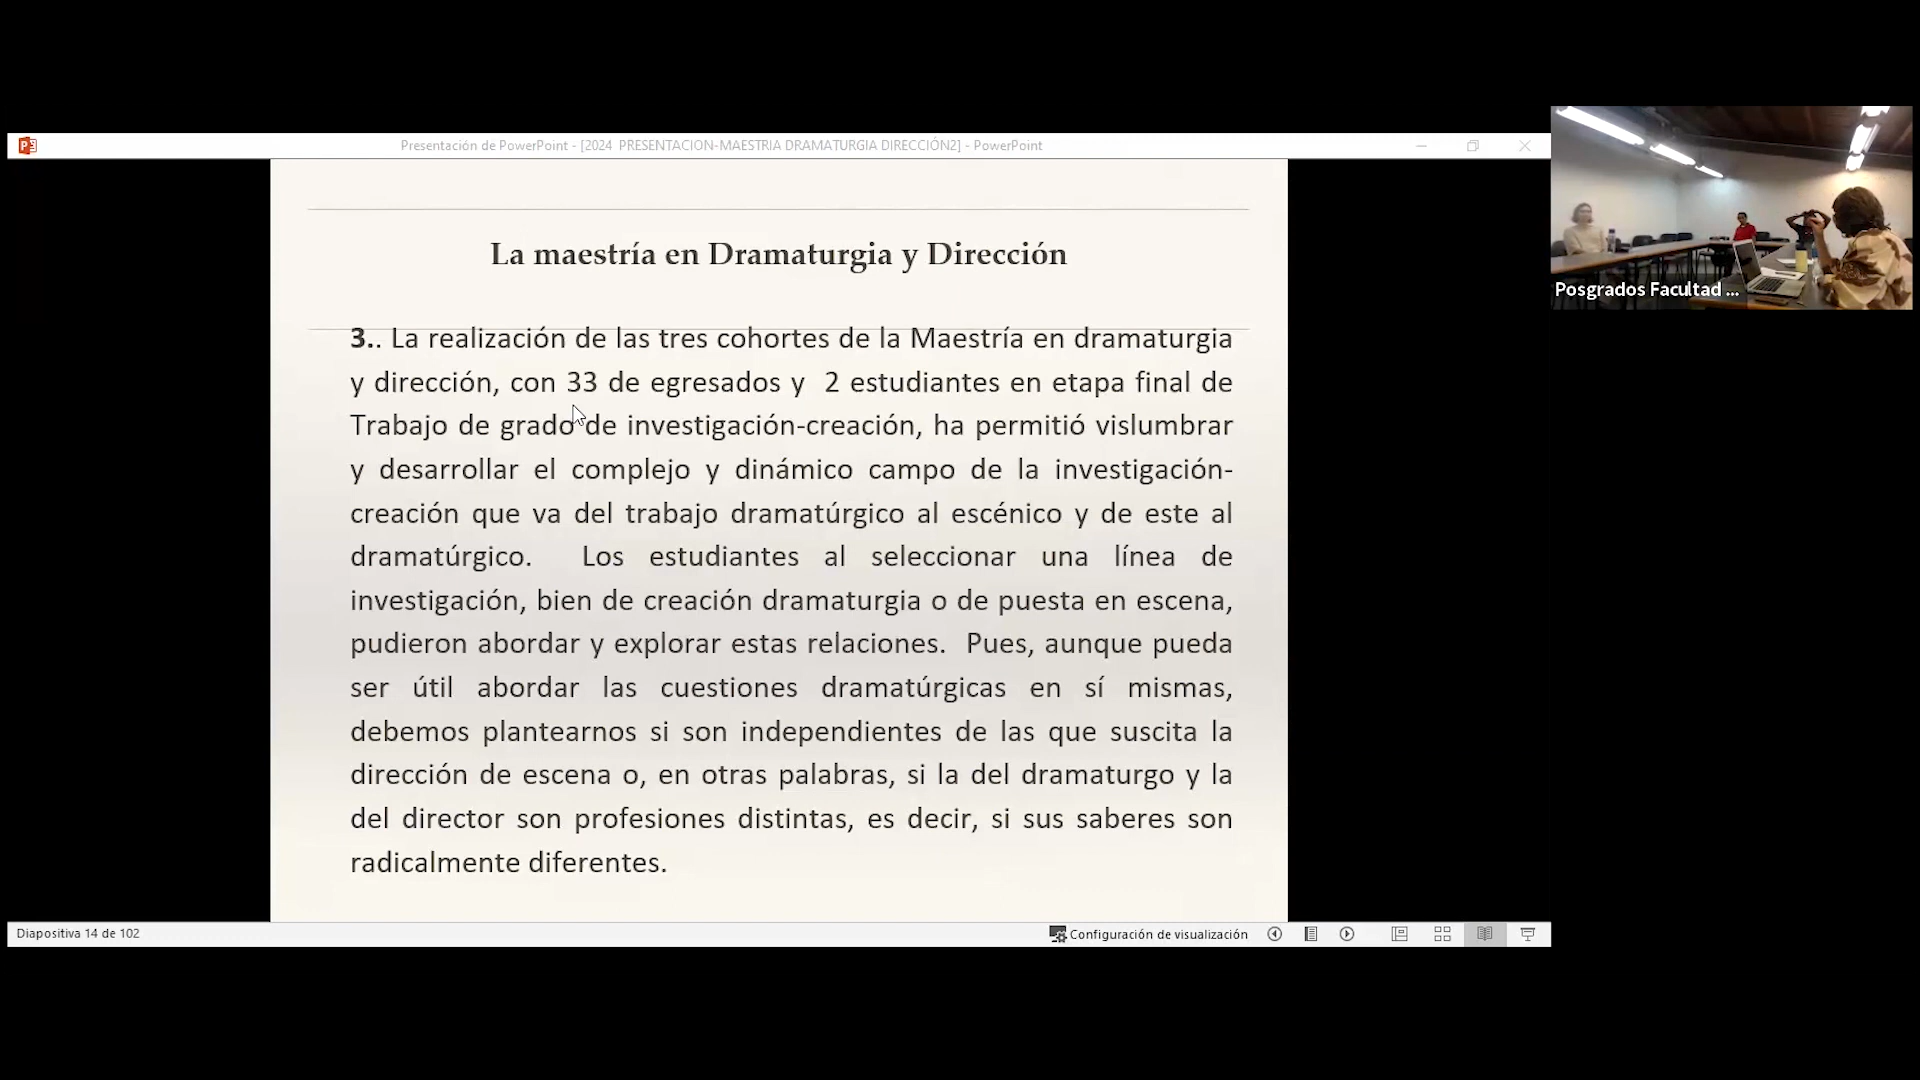 Presentación de PowerPoint - [2024 PRESENTACION-MAESTRIA DRAMATURGIA DIRECCIÓN2] - PowerPoint
La maestría en Dramaturgia y Dirección
3.. La realización de las tres cohortes de la Maestría en dramaturgia
y dirección, con 33 de egresados y 2 estudiantes en etapa final de
Trabajo de grado de investigación-creación, ha permitió vislumbrar
y desarrollar el complejo y dinámico campo de la investigación-
creación que va del trabajo dramatúrgico al escénico y de este al
dramatúrgico. Los estudiantes al seleccionar una línea de
investigación, bien de creación dramaturgia o de puesta en escena,
pudieron abordar y explorar estas relaciones. Pues, aunque pueda
ser útil abordar las cuestiones dramatúrgicas en sí mismas,
debemos plantearnos si son independientes de las que suscita la
dirección de escena o, en otras palabras, si la del dramaturgo y la
del director son profesiones distintas, es decir, si sus saberes son
radicalmente diferentes.
Posgrados Facultad ...
Diapositiva 14 de 102
Configuración de visualización